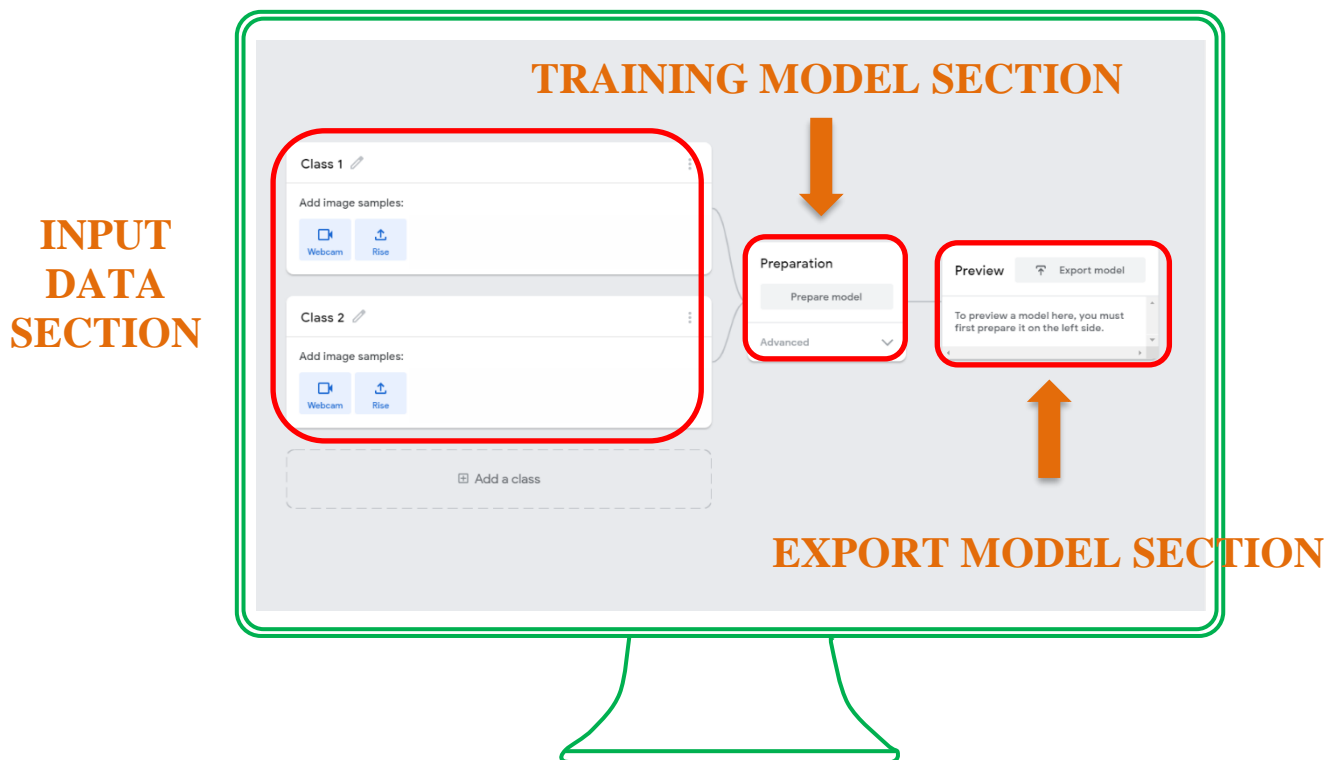 TRAINING MODEL SECTION
INPUT
DATA
SECTION
Class 1
Add image samples:
Webcam
Rise
Class 2
Add image samples:
Webcam
Rise
Add a class
Preparation
Prepare model
Advanced
Preview
Export model
To preview a model here, you must
first prepare it on the left side.
EXPORT MODEL SECTION